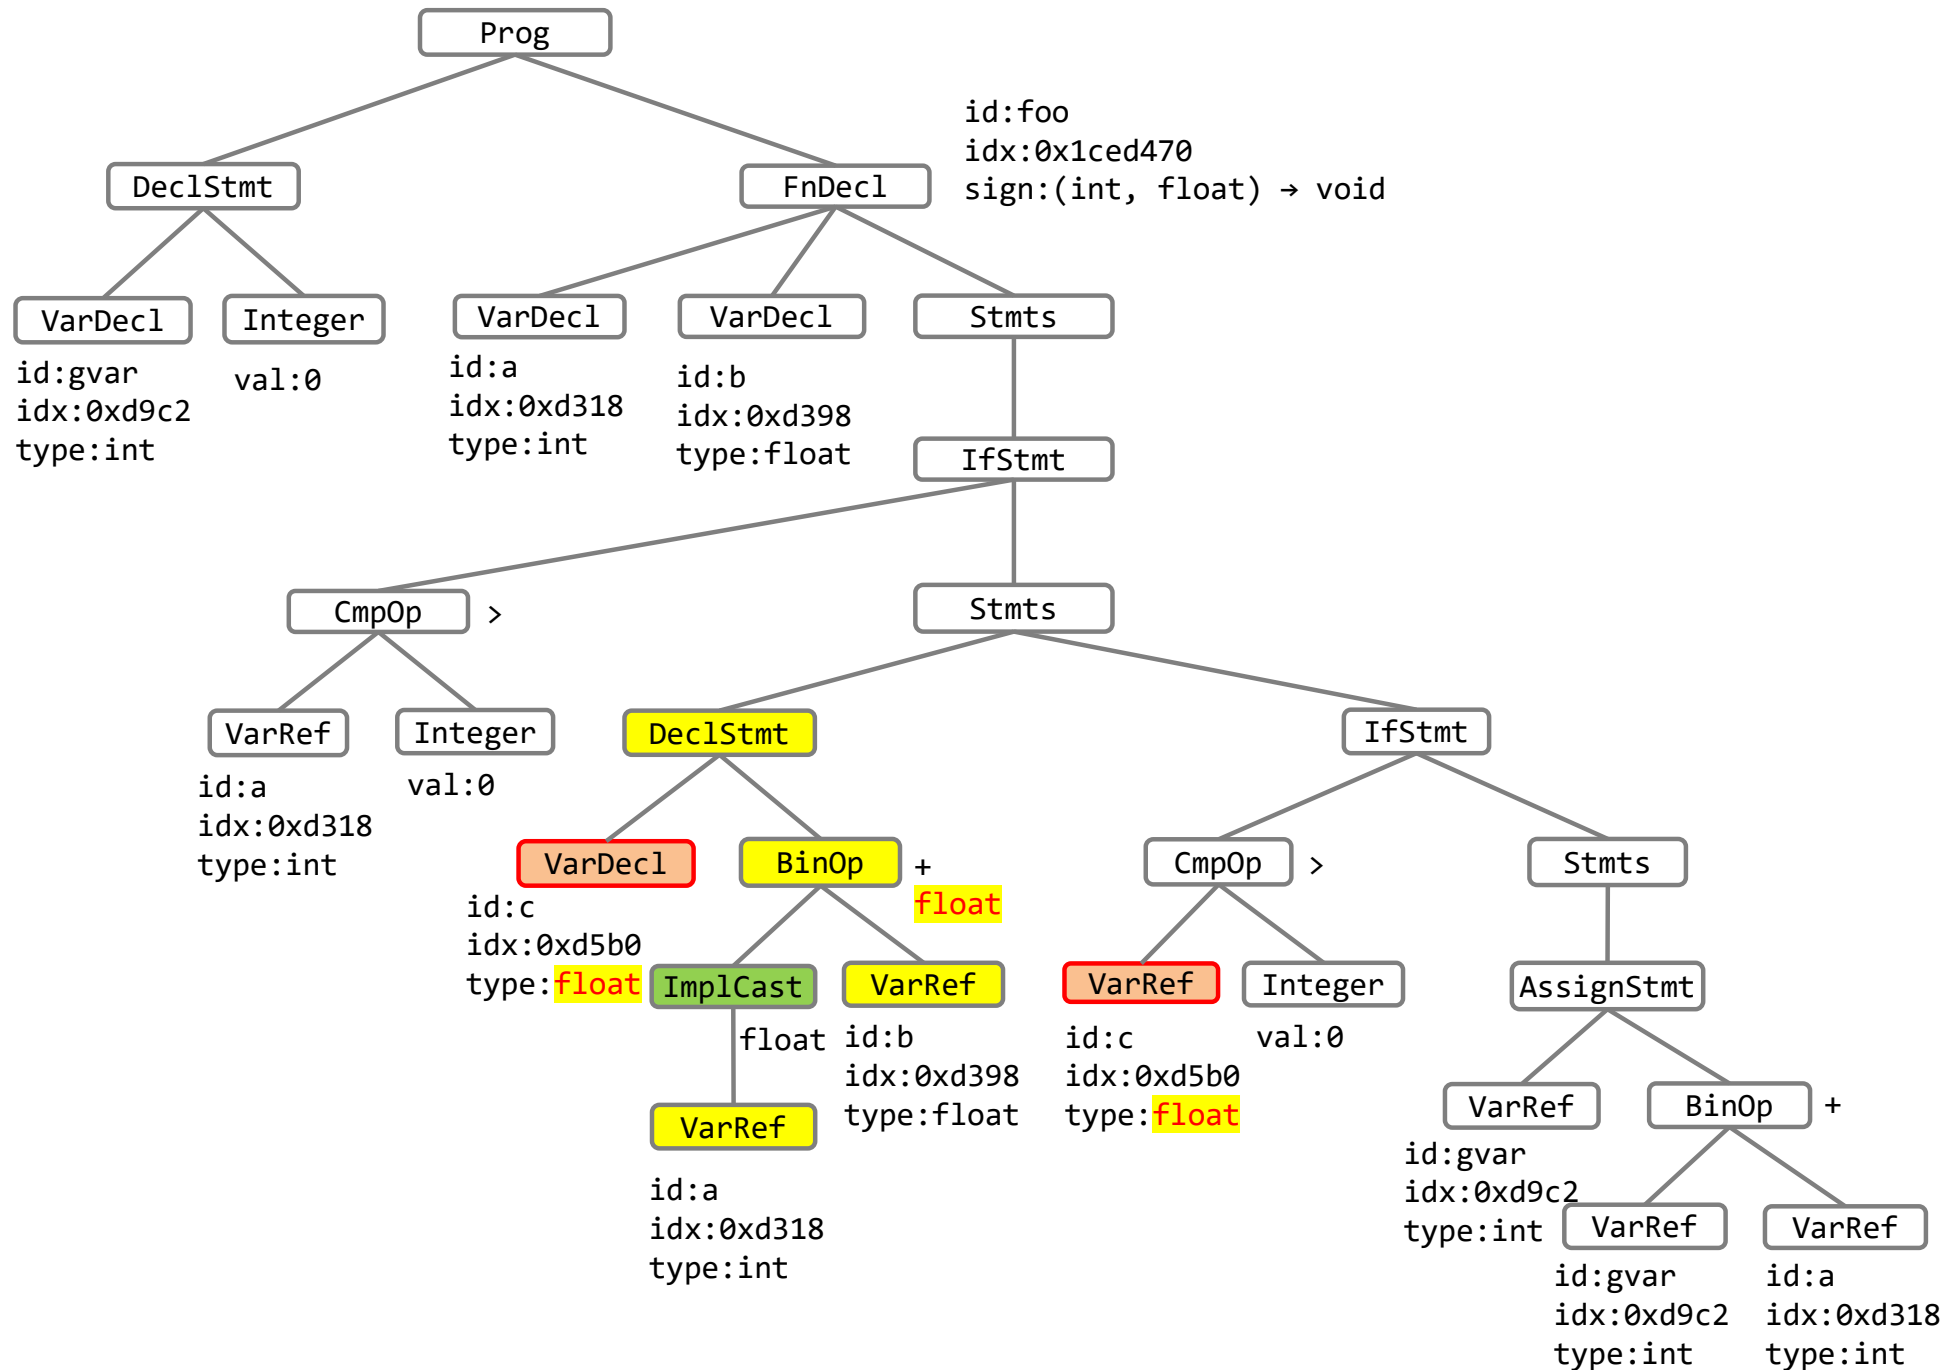 Prog
id:foo
idx:0x1ced470
sign:(int, float) → void
DeclStmt
FnDecl
VarDecl
id:gvar
idx:0xd9c2
type:int
Integer
val:0
VarDecl
id:a
idx:0xd318
type:int
VarDecl
id:b
idx:0xd398
type:float
Stmts
IfStmt
CmpOp >
Stmts
VarRef
id:a
idx:0xd318
type:int
Integer
val:0
DeclStmt
IfStmt
VarDecl
id:c
idx:0xd5b0
type:float
BinOp +
float
CmpOp >
Stmts
ImplCast
float
VarRef
id:b
idx:0xd398
type:float
VarRef
id:c
idx:0xd5b0
type:float
Integer
val:0
AssignStmt
VarRef
id:a
idx:0xd318
type:int
VarRef
id:gvar
idx:0xd9c2
type:int
BinOp +
VarRef
id:gvar
idx:0xd9c2
type:int
VarRef
id:a
idx:0xd318
type:int